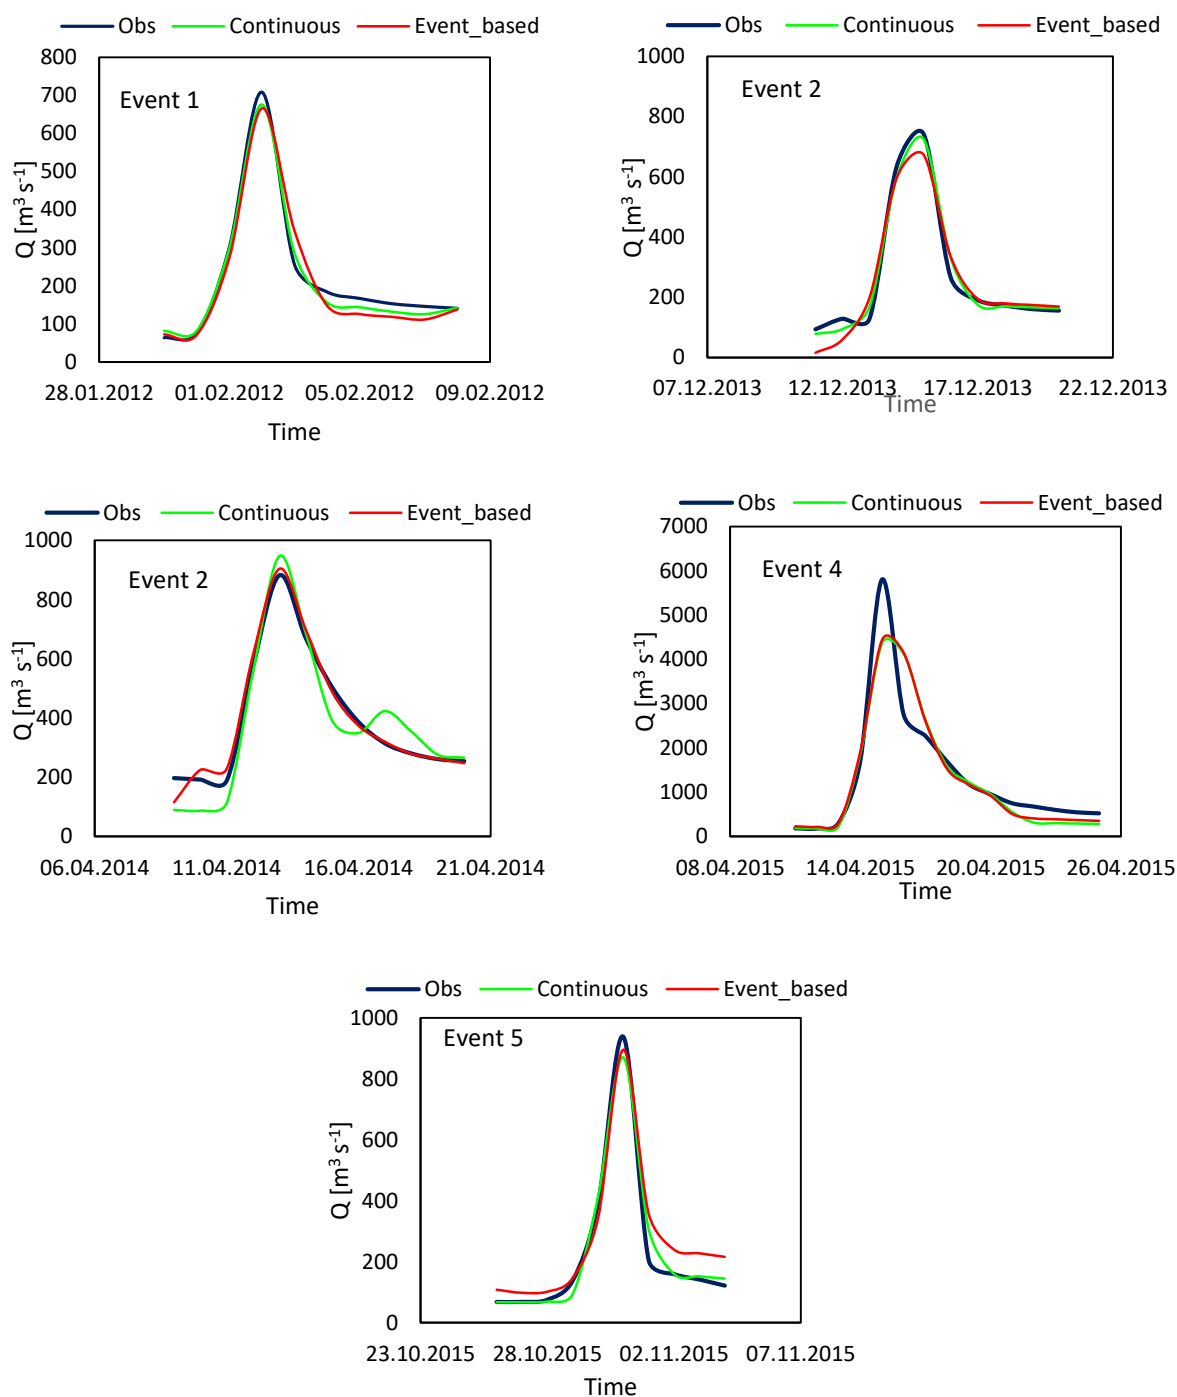 Obs Continuous Event_based
800
700
600
500
400
300
200
100
0
Q [m³ s⁻¹]
Event 1
28.01.2012 01.02.2012 05.02.2012 09.02.2012
Time
Obs Continuous Event_based
1000
800
600
400
200
0
Q [m³ s⁻¹]
Event 2
07.12.2013 12.12.2013 17.12.2013 22.12.2013
Time
Obs Continuous Event_based
1000
800
600
400
200
0
Q [m³ s⁻¹]
Event 2
06.04.2014 11.04.2014 16.04.2014 21.04.2014
Time
Obs Continuous Event_based
7000
6000
5000
4000
3000
2000
1000
0
Q [m³ s⁻¹]
Event 4
08.04.2015 14.04.2015 20.04.2015 26.04.2015
Time
Obs Continuous Event_based
1000
800
600
400
200
0
Q [m³ s⁻¹]
Event 5
23.10.2015 28.10.2015 02.11.2015 07.11.2015
Time